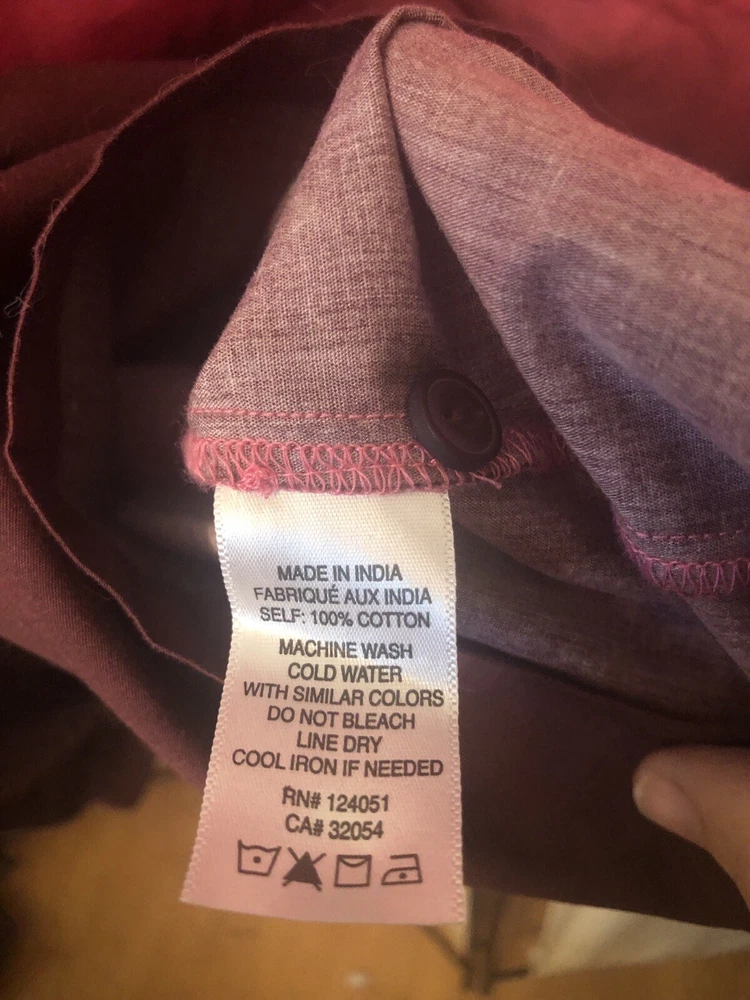 MADE IN INDIA
FABRIQUÉ AUX INDIA
SELF: 100% COTTON
MACHINE WASH
COLD WATER
WITH SIMILAR COLORS
DO NOT BLEACH
LINE DRY
COOL IRON IF NEEDED
RN# 124051
CA# 32054